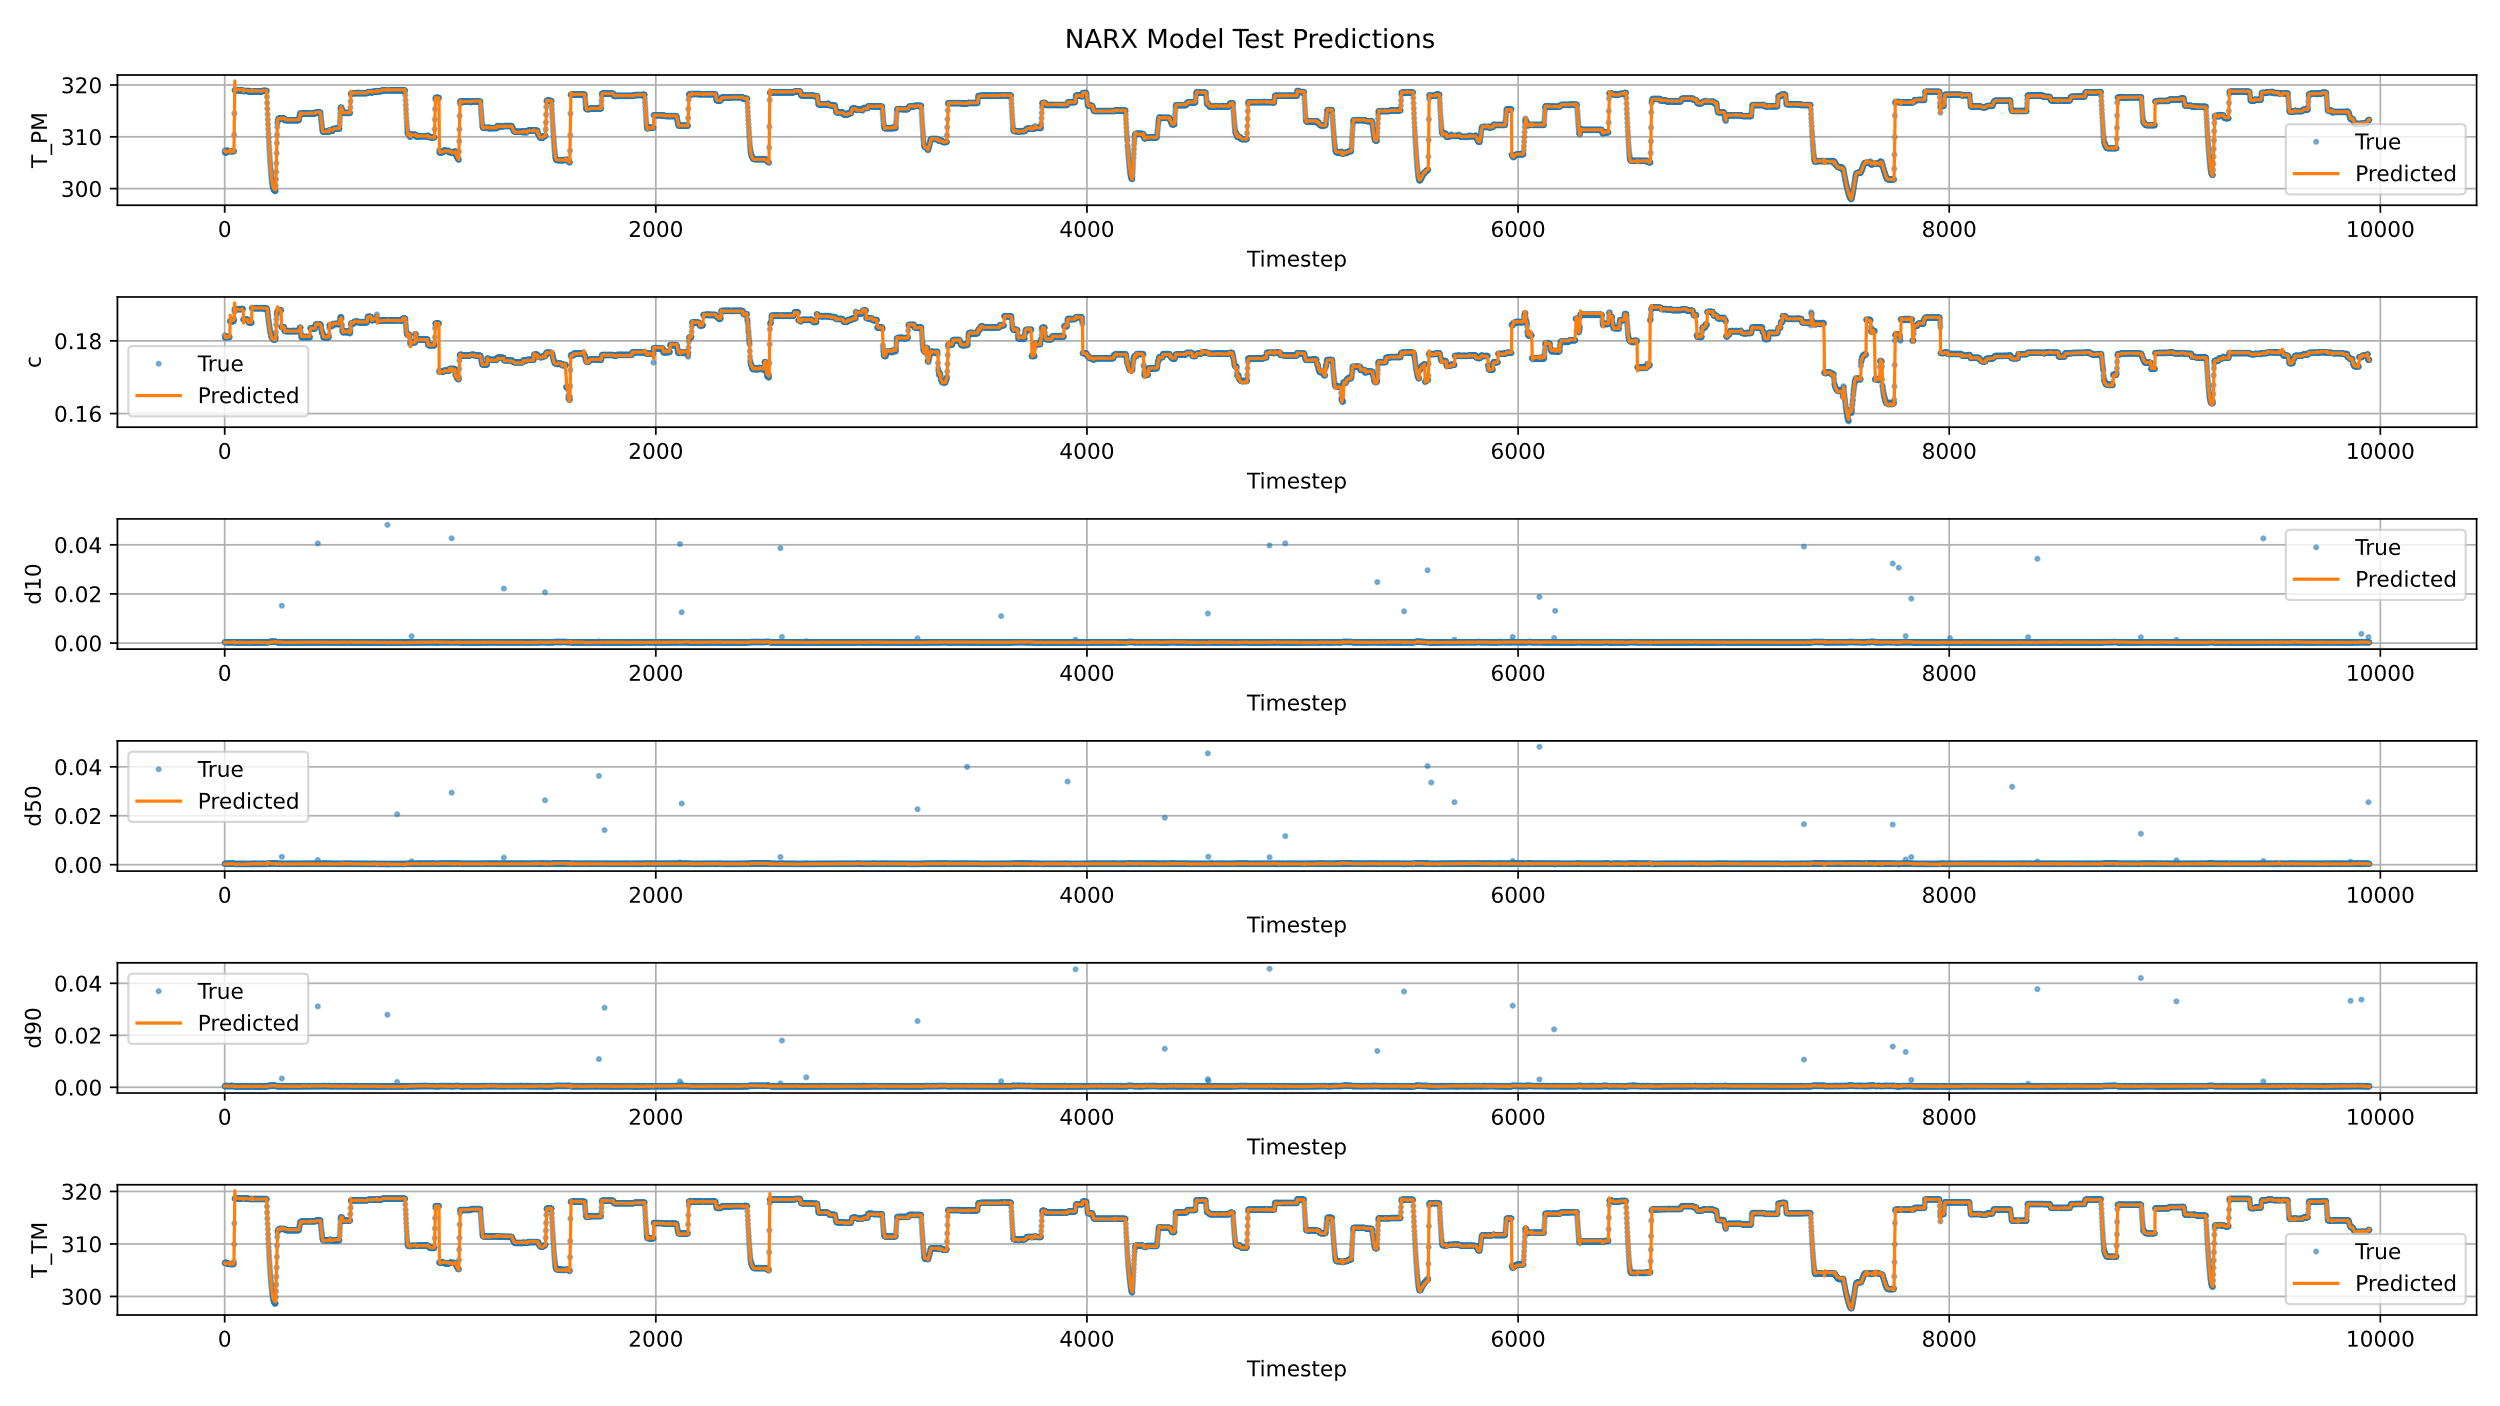 NARX Model Test Predictions
320
310
300
T_PM
True
Predicted
0 2000 4000 6000 8000 10000
Timestep
0.18
0.16
c
True
Predicted
0 2000 4000 6000 8000 10000
Timestep
0.04
0.02
0.00
d10
True
Predicted
0 2000 4000 6000 8000 10000
Timestep
0.04
0.02
0.00
d50
True
Predicted
0 2000 4000 6000 8000 10000
Timestep
0.04
0.02
0.00
d90
True
Predicted
0 2000 4000 6000 8000 10000
Timestep
320
310
300
T_TM
True
Predicted
0 2000 4000 6000 8000 10000
Timestep